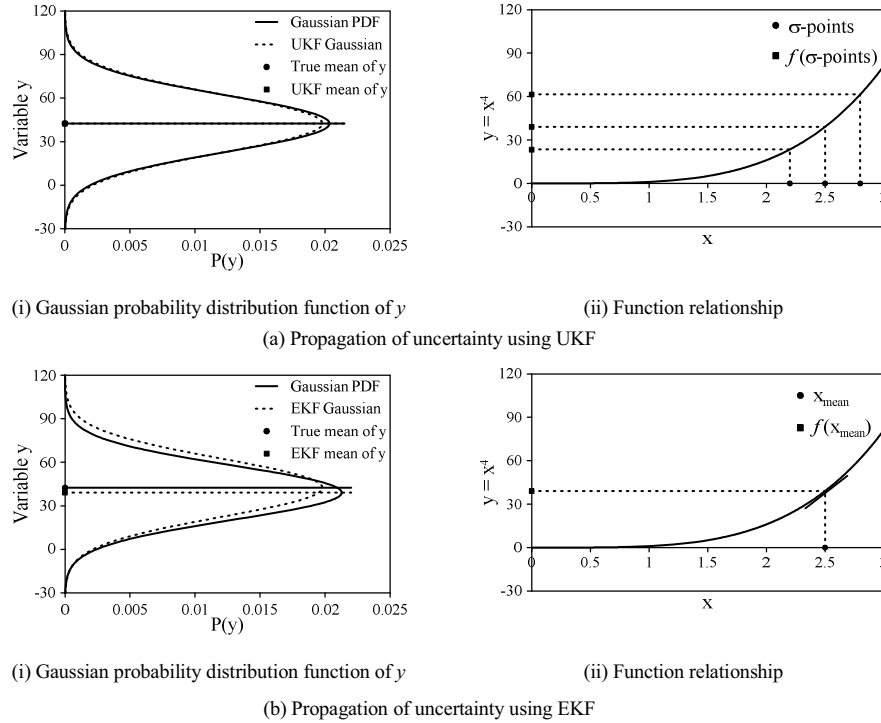 120
90
60
30
0
-30
Variable y
0
0.005
0.01
0.015
0.02
0.025
P(y)
Gaussian PDF
UKF Gaussian
True mean of y
UKF mean of y
120
90
60
30
0
-30
y = x⁴
0
0.5
1
1.5
2
2.5
3
x
σ-points
f(σ-points)
(i) Gaussian probability distribution function of y
(ii) Function relationship
(a) Propagation of uncertainty using UKF
120
90
60
30
0
-30
Variable y
0
0.005
0.01
0.015
0.02
0.025
P(y)
Gaussian PDF
EKF Gaussian
True mean of y
EKF mean of y
120
90
60
30
0
-30
y = x⁴
0
0.5
1
1.5
2
2.5
3
x
xmean
f(xmean)
(i) Gaussian probability distribution function of y
(ii) Function relationship
(b) Propagation of uncertainty using EKF